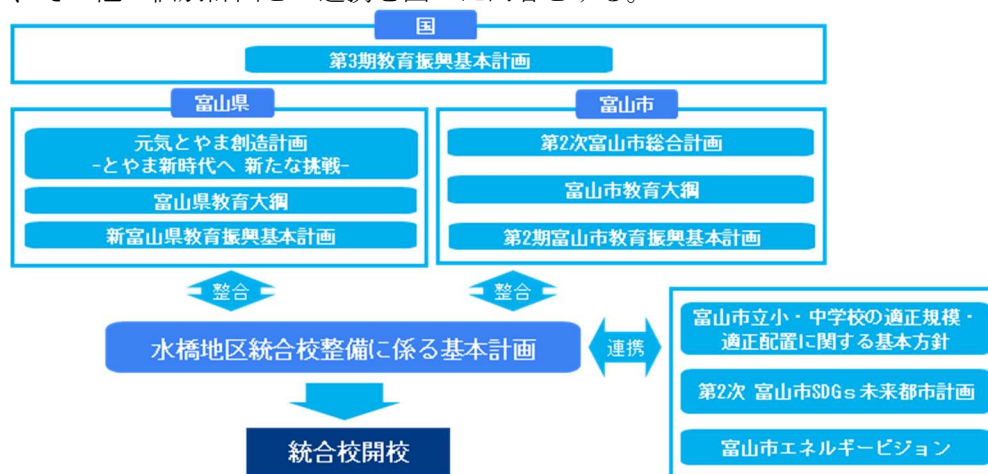 国
第3期教育振興基本計画
富山県
元気とやま創造計画
-とやま新時代へ 新たな挑戦-
富山県教育大綱
新富山県教育振興基本計画
富山市
第2次富山市総合計画
富山市教育大綱
第2期富山市教育振興基本計画
整合
整合
水橋地区統合校整備に係る基本計画
連携
富山市立小・中学校の適正規模・
適正配置に関する基本方針
第2次 富山市SDGs未来都市計画
富山市エネルギービジョン
統合校開校